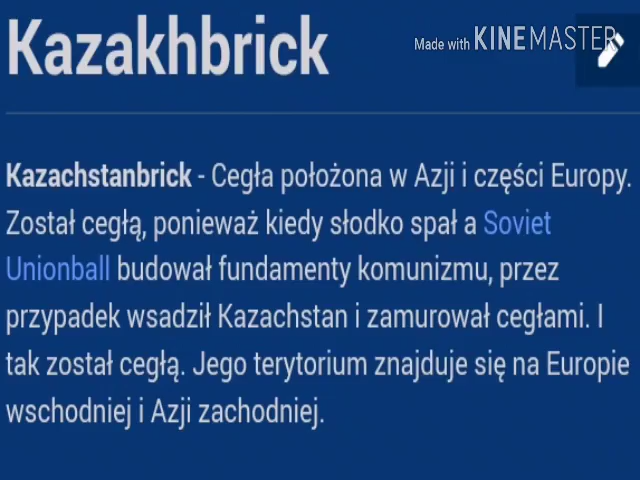 Kazakhbrick
Made with KINEMASTER
Kazachstanbrick - Cegła położona w Azji i części Europy.
Został cegłą, ponieważ kiedy słodko spał a Soviet
Unionball budował fundamenty komunizmu, przez
przypadek wsadził Kazachstan i zamurował cegłami. I
tak został cegłą. Jego terytorium znajduje się na Europie
wschodniej i Azji zachodniej.